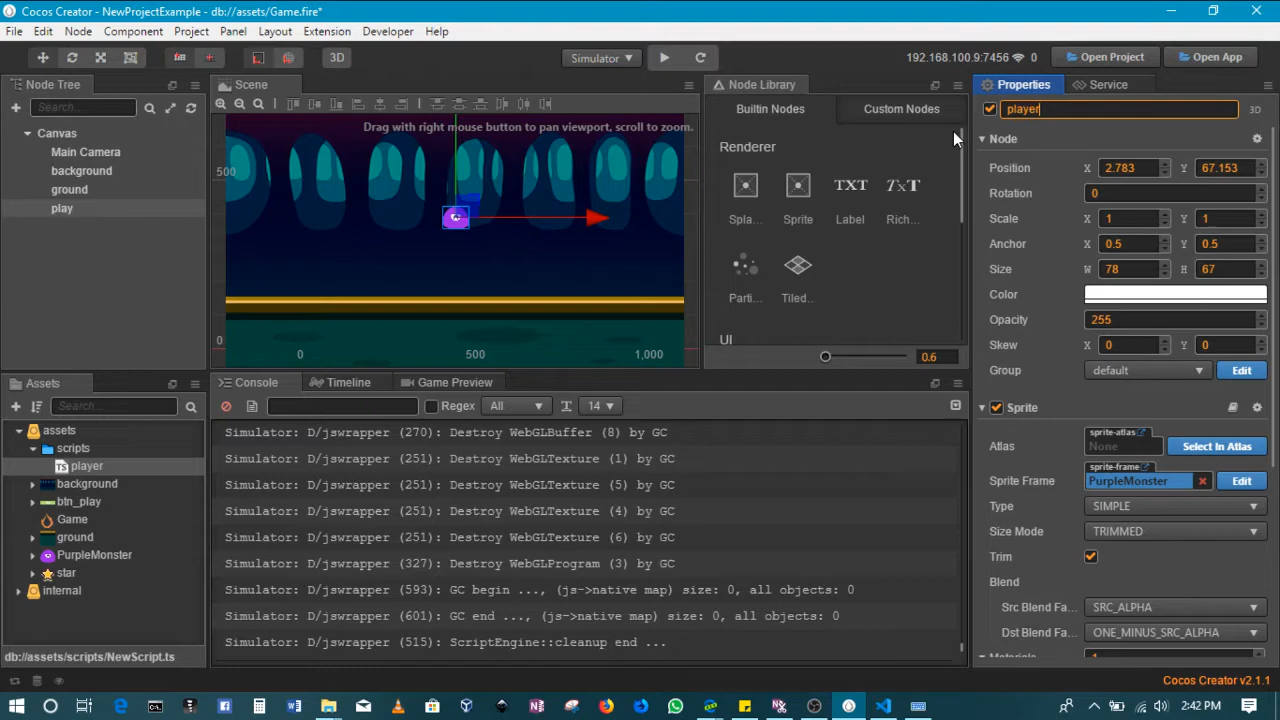 Cocos Creator - NewProjectExample - db://assets/Game.fire*
File Edit Node Component Project Panel Layout Extension Developer Help
3D
Simulator
192.168.100.9:7456
0
Open Project
Open App
Node Tree
Search...
Canvas
Main Camera
background
ground
play
Scene
Drag with right mouse button to pan viewport, scroll to zoom.
500
0
0
500
1,000
Node Library
Builtin Nodes
Custom Nodes
Renderer
TXT
TXT
Spla...
Sprite
Label
Rich...
Parti...
Tiled..
UI
0.6
Properties
Service
player
3D
Node
Position X 2.783 Y 67.153
Rotation 0
Scale X 1 Y 1
Anchor X 0.5 Y 0.5
Size W 78 H 67
Color
Opacity 255
Skew X 0 Y 0
Group default Edit
Sprite
sprite-atlas
Atlas None Select In Atlas
sprite-frame
Sprite Frame PurpleMonster Edit
Type SIMPLE
Size Mode TRIMMED
Trim
Blend
Src Blend Fa... SRC_ALPHA
Dst Blend Fa... ONE_MINUS_SRC_ALPHA
Materials 1
Assets
Search...
assets
scripts
TS player
background
btn_play
Game
ground
PurpleMonster
star
internal
db://assets/scripts/NewScript.ts
Console
Timeline
Game Preview
Regex
All
14
Simulator: D/jswrapper (270): Destroy WebGLBuffer (8) by GC
Simulator: D/jswrapper (251): Destroy WebGLTexture (1) by GC
Simulator: D/jswrapper (251): Destroy WebGLTexture (5) by GC
Simulator: D/jswrapper (251): Destroy WebGLTexture (4) by GC
Simulator: D/jswrapper (251): Destroy WebGLTexture (6) by GC
Simulator: D/jswrapper (327): Destroy WebGLProgram (3) by GC
Simulator: D/jswrapper (593): GC begin ..., (js->native map) size: 0, all objects: 0
Simulator: D/jswrapper (601): GC end ..., (js->native map) size: 0, all objects: 0
Simulator: D/jswrapper (515): ScriptEngine::cleanup end ...
Cocos Creator v2.1.1
2:42 PM